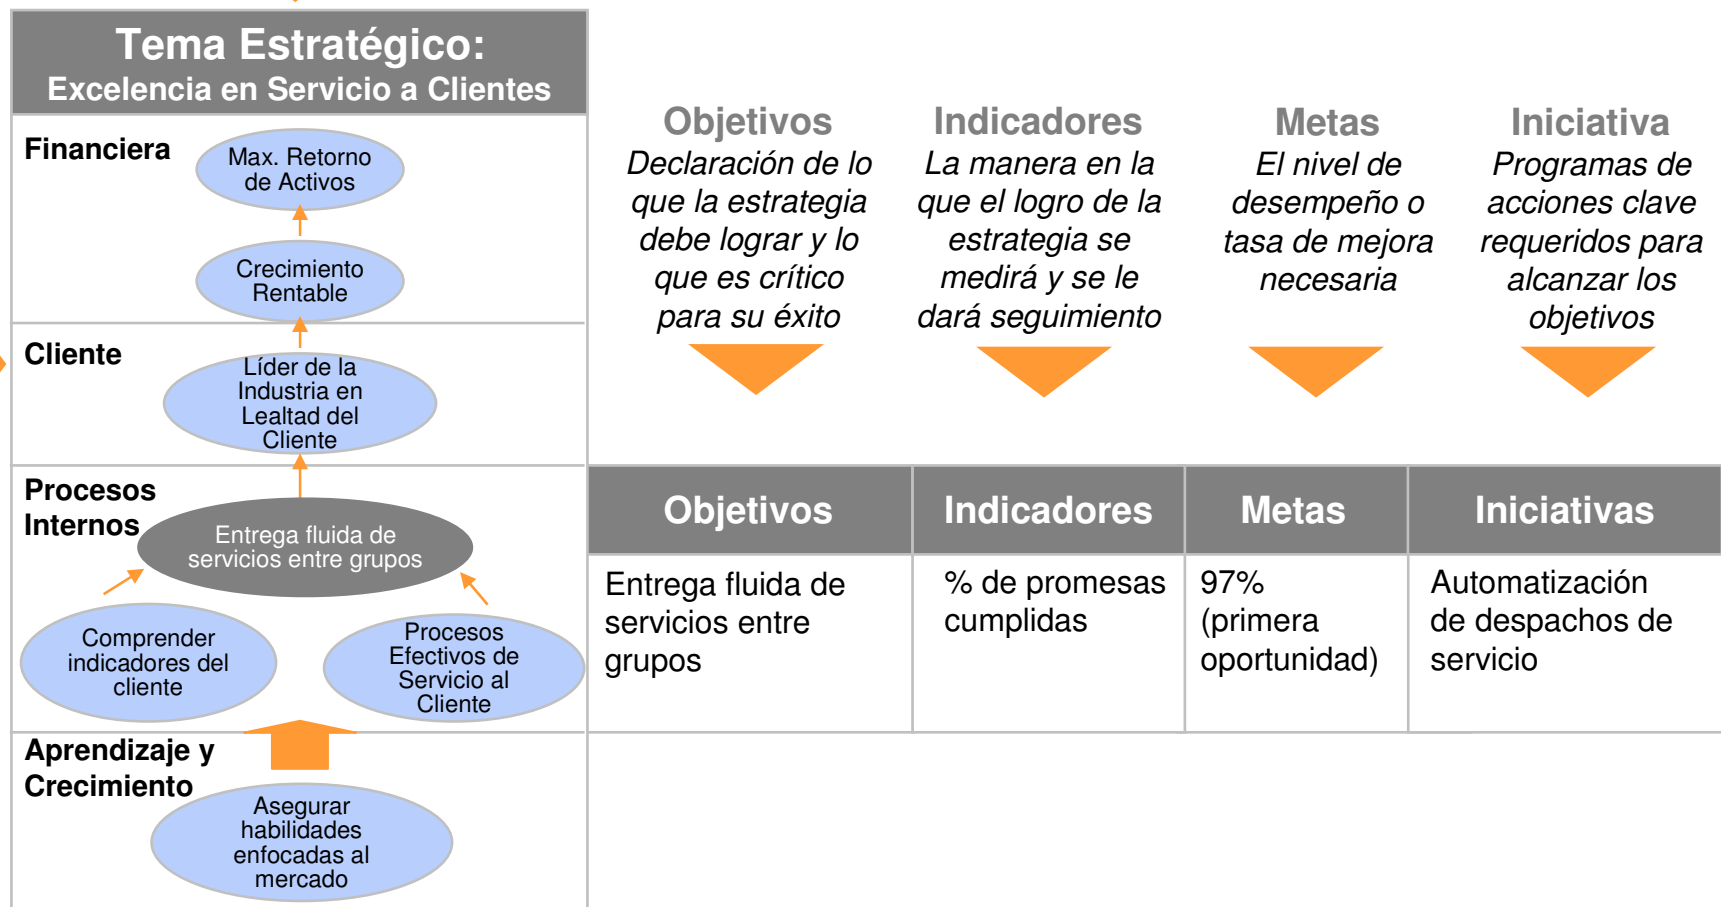 Tema Estratégico:
Excelencia en Servicio a Clientes
Financiera
Max. Retorno
de Activos
Crecimiento
Rentable
Cliente
Líder de la
Industria en
Lealtad del
Cliente
Procesos
Internos
Entrega fluida de
servicios entre grupos
Comprender
indicadores del
cliente
Procesos
Efectivos de
Servicio al
Cliente
Aprendizaje y
Crecimiento
Asegurar
habilidades
enfocadas al
mercado
Objetivos
Declaración de lo
que la estrategia
debe lograr y lo
que es crítico
para su éxito
Indicadores
La manera en la
que el logro de la
estrategia se
medirá y se le
dará seguimiento
Metas
El nivel de
desempeño o
tasa de mejora
necesaria
Iniciativa
Programas de
acciones clave
requeridos para
alcanzar los
objetivos
Objetivos
Indicadores
Metas
Iniciativas
Entrega fluida de
servicios entre
grupos
% de promesas
cumplidas
97%
(primera
oportunidad)
Automatización
de despachos de
servicio